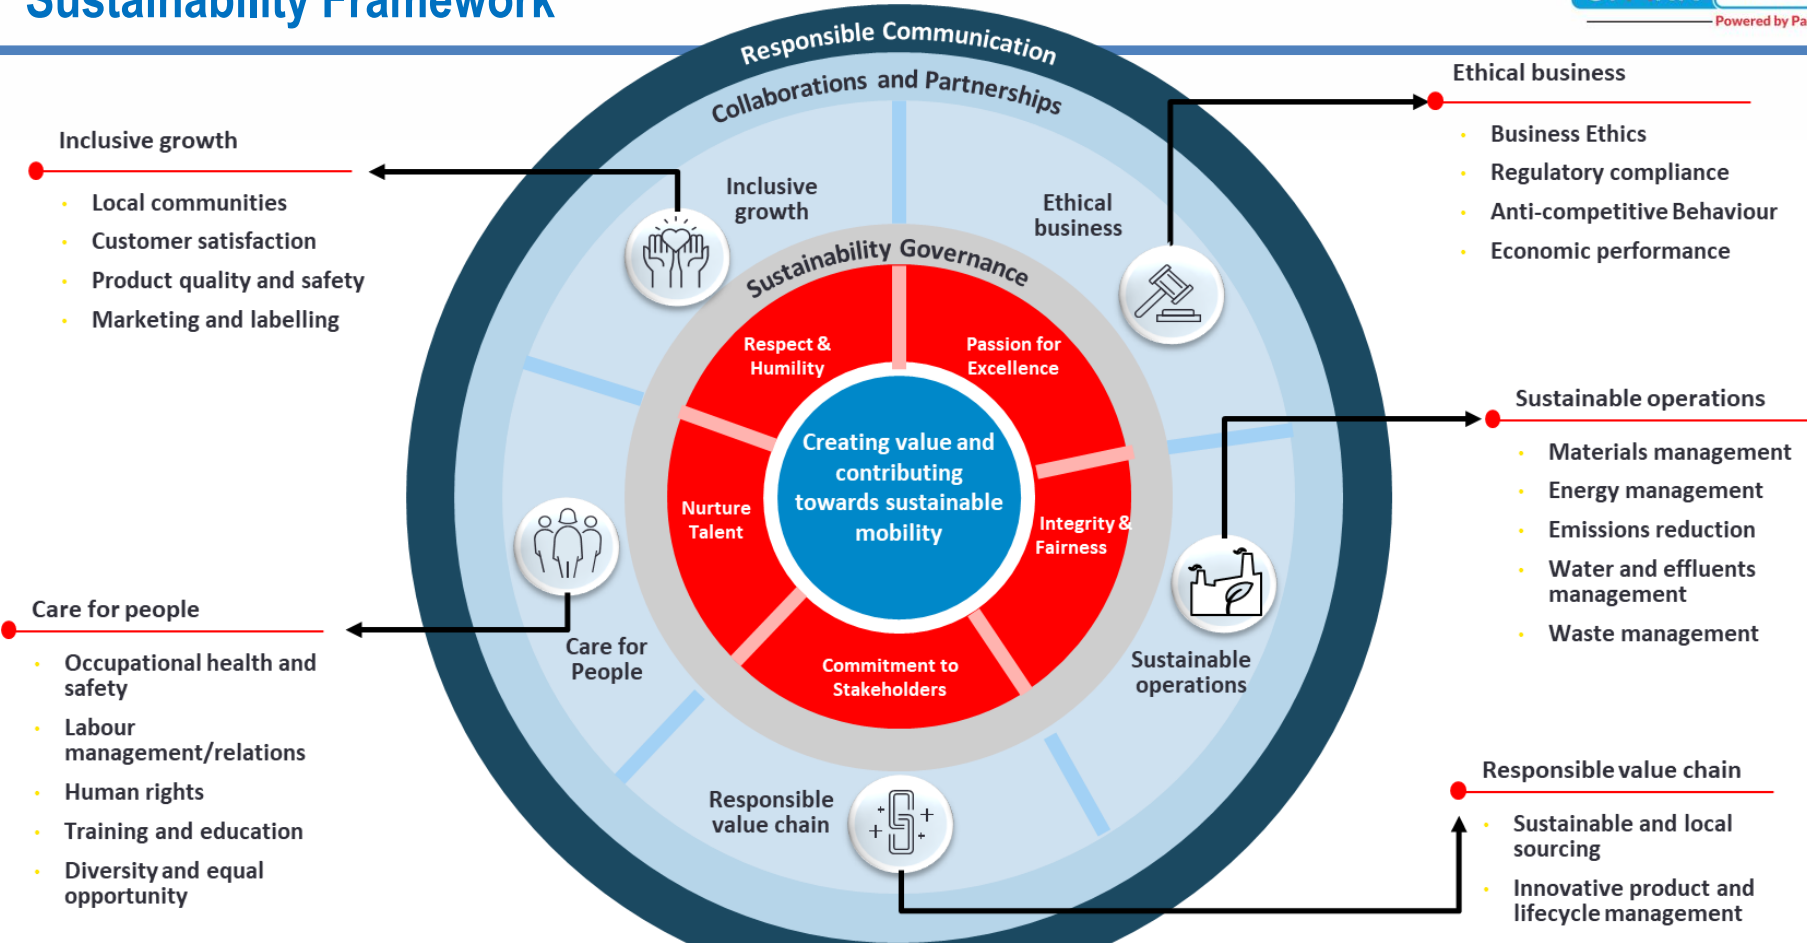 Sustainability Framework
Powered by Pa
Responsible Communication
Collaborations and Partnerships
Sustainability Governance
Inclusive growth
Local communities
Customer satisfaction
Product quality and safety
Marketing and labelling
Care for people
Occupational health and
safety
Labour
management/relations
Human rights
Training and education
Diversity and equal
opportunity
Inclusive
growth
Ethical
business
Respect &
Humility
Passion for
Excellence
Creating value and
contributing
towards sustainable
mobility
Nurture
Talent
Integrity &
Fairness
Commitment to
Stakeholders
Care for
People
Sustainable
operations
Responsible
value chain
Ethical business
Business Ethics
Regulatory compliance
Anti-competitive Behaviour
Economic performance
Sustainable operations
Materials management
Energy management
Emissions reduction
Water and effluents
management
Waste management
Responsible value chain
Sustainable and local
sourcing
Innovative product and
lifecycle management